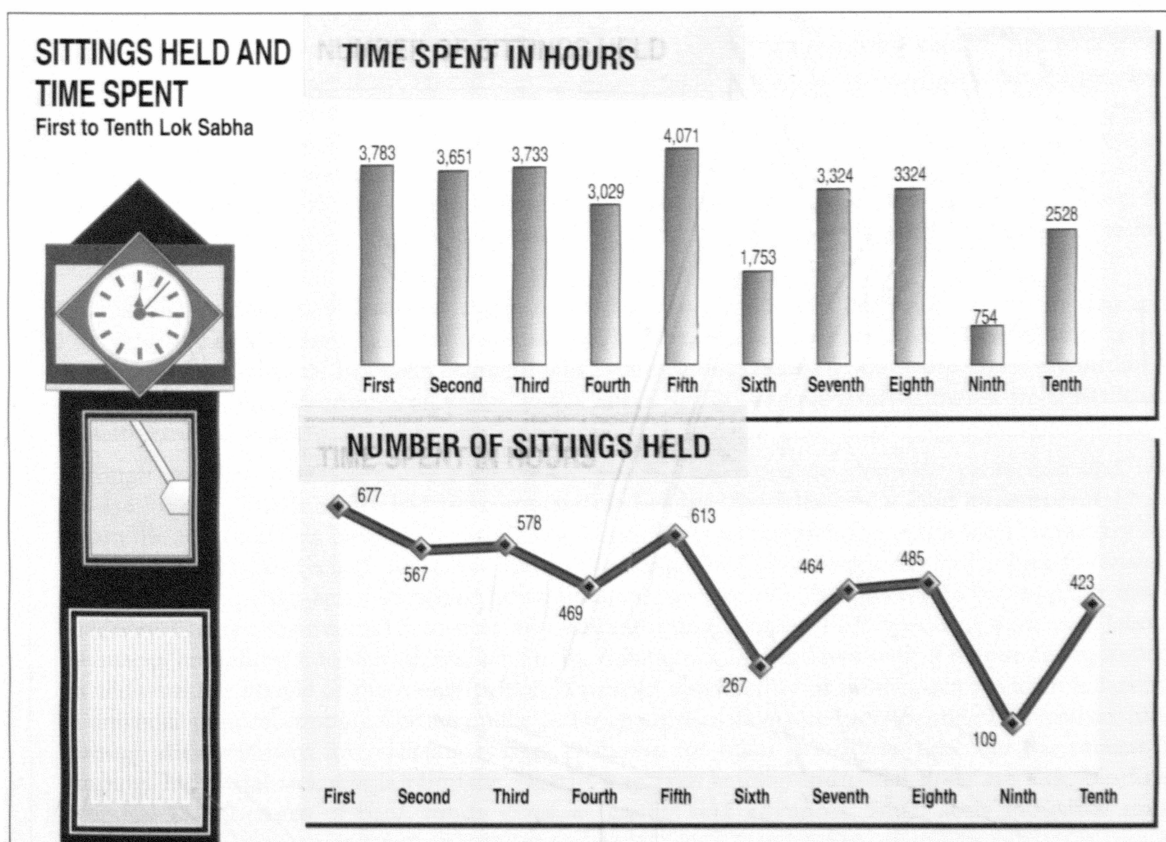 SITTINGS HELD AND
TIME SPENT
First to Tenth Lok Sabha
TIME SPENT IN HOURS
3,783 3,651 3,733 3,029 4,071 1,753 3,324 3324 754 2528
First Second Third Fourth Fifth Sixth Seventh Eighth Ninth Tenth
NUMBER OF SITTINGS HELD
677 567 578 469 613 267 464 485 109 423
First Second Third Fourth Fifth Sixth Seventh Eighth Ninth Tenth